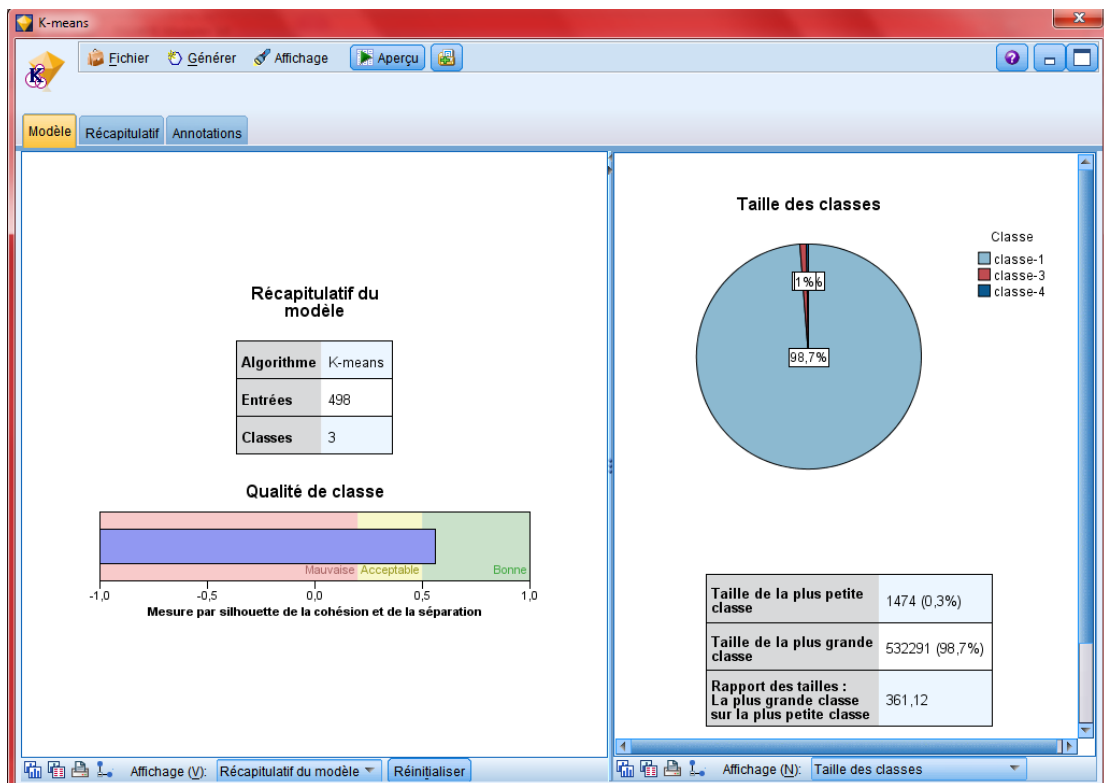 K-means
x
Fichier Générer Affichage Aperçu
Modèle Récapitulatif Annotations
Récapitulatif du
modèle
Algorithme K-means
Entrées 498
Classes 3
Qualité de classe
Mauvaise Acceptable Bonne
-1,0 -0,5 0,0 0,5 1,0
Mesure par silhouette de la cohésion et de la séparation
Affichage (V): Récapitulatif du modèle Réinitialiser
Taille des classes
Classe
classe-1
classe-3
classe-4
1%
98,7%
Taille de la plus petite
classe
1474 (0,3%)
Taille de la plus grande
classe
532291 (98,7%)
Rapport des tailles :
La plus grande classe
sur la plus petite classe
361,12
Affichage (N): Taille des classes